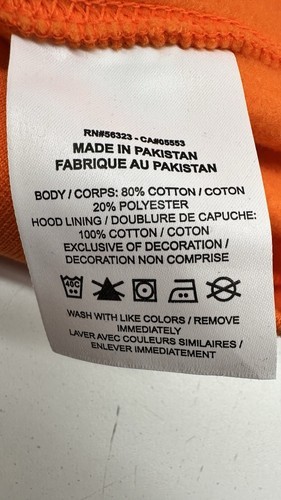 RN#56323 - CA#05553
MADE IN PAKISTAN
FABRIQUE AU PAKISTAN
BODY / CORPS: 80% COTTON / COTON
20% POLYESTER
HOOD LINING / DOUBLURE DE CAPUCHE:
100% COTTON / COTON
EXCLUSIVE OF DECORATION /
DECORATION NON COMPRISE
40C
WASH WITH LIKE COLORS / REMOVE
IMMEDIATELY
LAVER AVEC COULEURS SIMILAIRES /
ENLEVER IMMEDIATEMENT